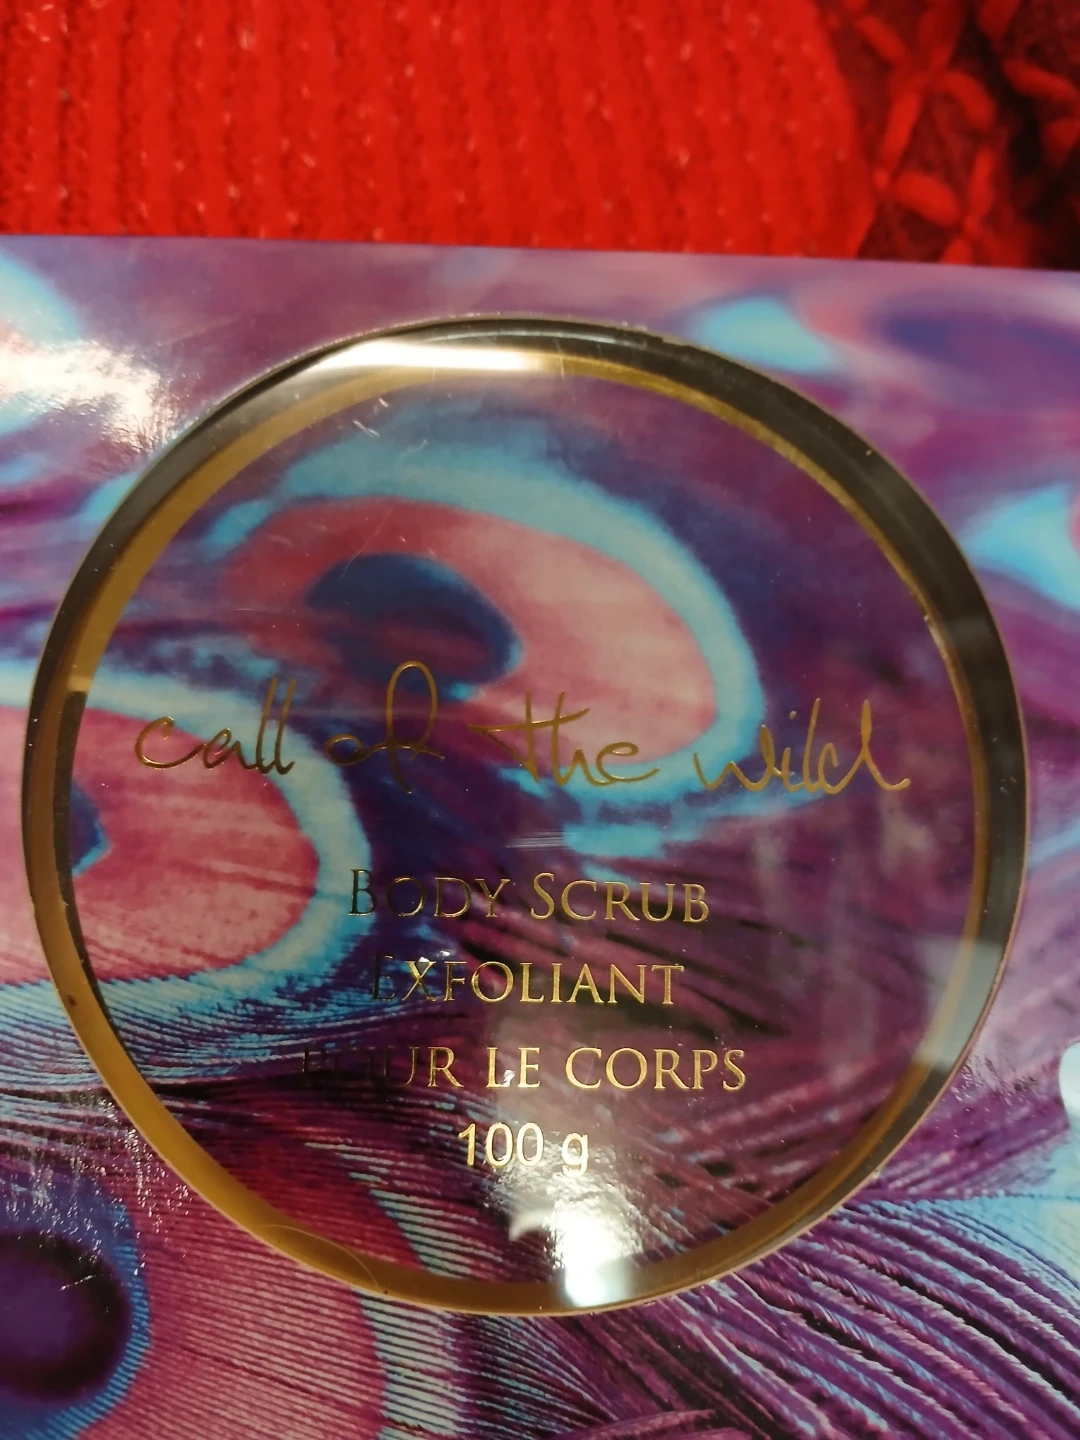 call of the wild
BODY SCRUB
EXFOLIANT
POUR LE CORPS
100 g